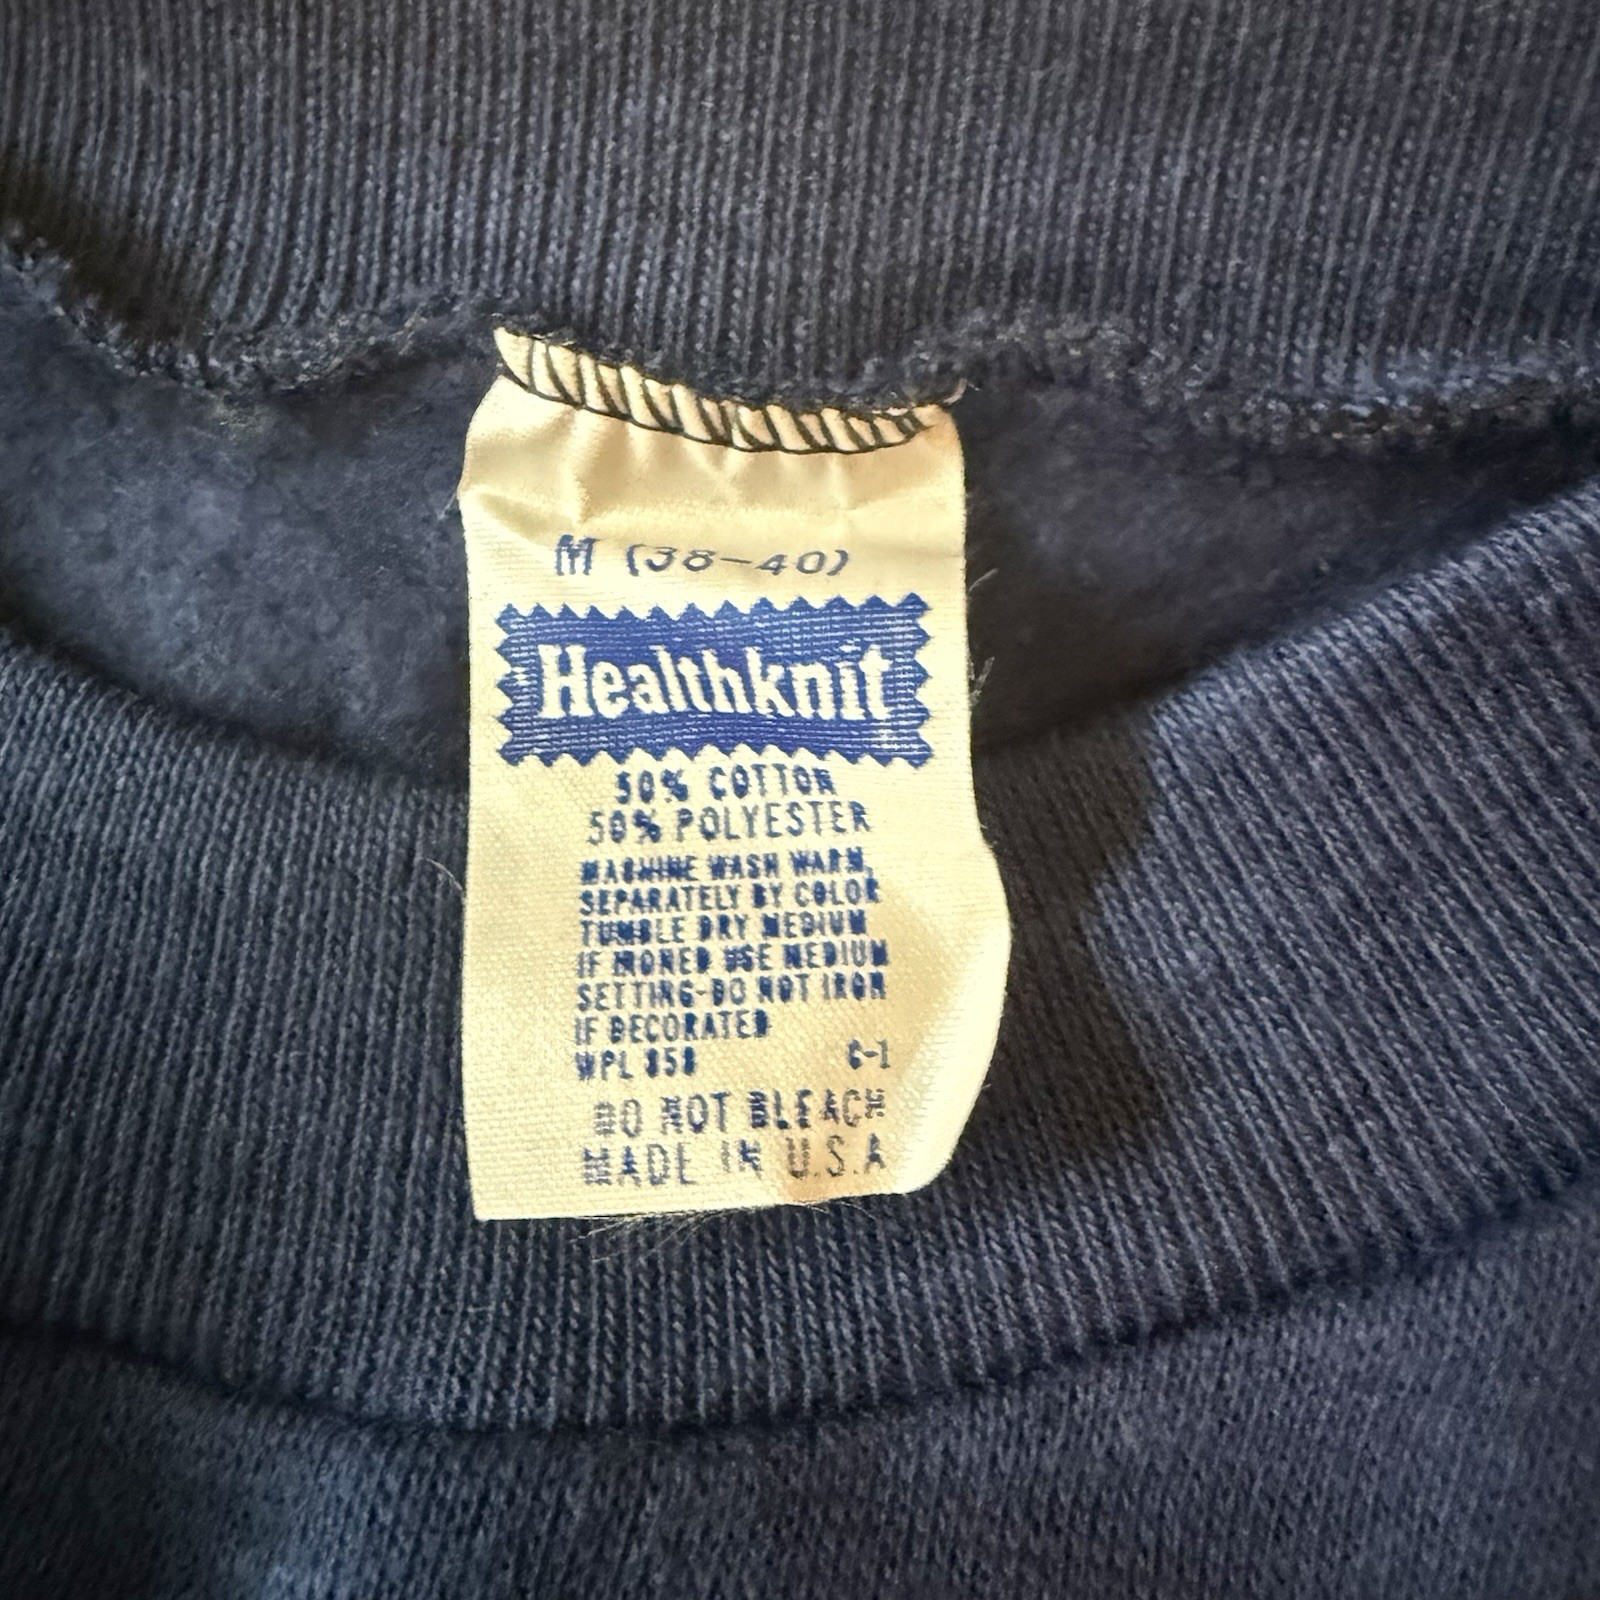 M (38-40)
Healthknit
50% COTTON
50% POLYESTER
MACHINE WASH WARM,
SEPARATELY BY COLOR
TUMBLE DRY MEDIUM
IF IRONED USE MEDIUM
SETTING-DO NOT IRON
IF DECORATED
WPL C-1
DO NOT BLEACH
MADE IN U.S.A